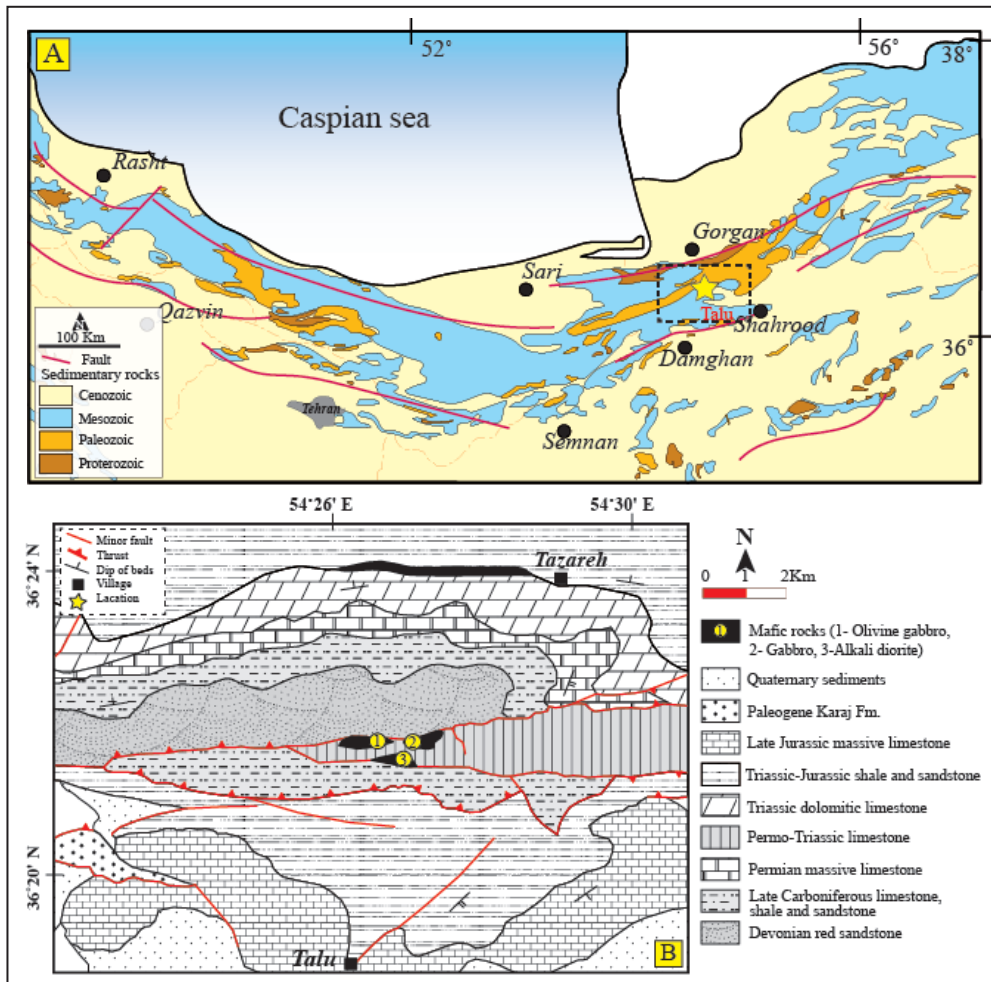 A
52°
56°
38°
Caspian sea
Rasht
Gorgan
Sari
Talu
Shahrood
Qazvin
36°
Damghan
Tehran
Semnan
N
100 Km
Fault
Sedimentary rocks
Cenozoic
Mesozoic
Paleozoic
Proterozoic
54°26' E
54°30' E
Minor fault
Thrust
Dip of beds
Village
Lacation
Tazareh
36°24' N
36°20' N
1
2
3
Talu
B
N
0 1 2Km
1 Mafic rocks (1- Olivine gabbro,
2- Gabbro, 3-Alkali diorite)
Quaternary sediments
Paleogene Karaj Fm.
Late Jurassic massive limestone
Triassic-Jurassic shale and sandstone
Triassic dolomitic limestone
Permo-Triassic limestone
Permian massive limestone
Late Carboniferous limestone,
shale and sandstone
Devonian red sandstone